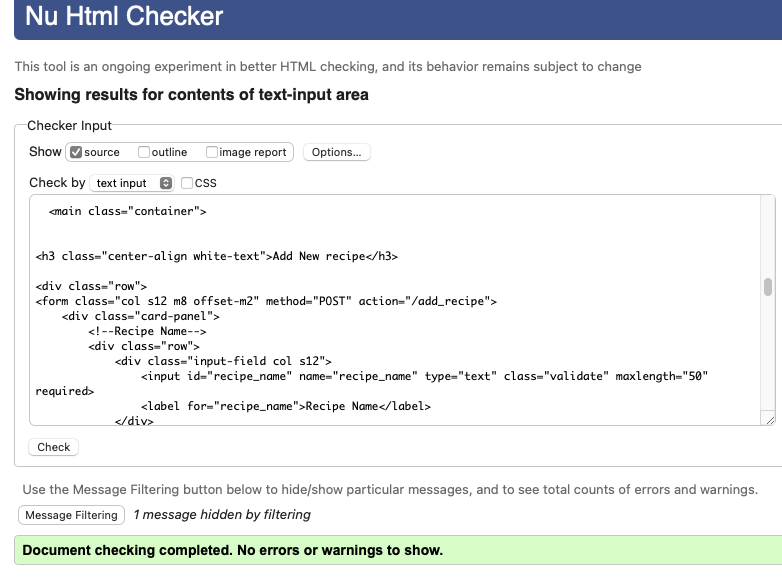 Nu Html Checker
This tool is an ongoing experiment in better HTML checking, and its behavior remains subject to change
Showing results for contents of text-input area
Checker Input
Show source outline image report Options...
Check by text input CSS
<main class="container">
<h3 class="center-align white-text">Add New recipe</h3>
<div class="row">
<form class="col s12 m8 offset-m2" method="POST" action="/add_recipe">
<div class="card-panel">
<!--Recipe Name-->
<div class="row">
<div class="input-field col s12">
<input id="recipe_name" name="recipe_name" type="text" class="validate" maxlength="50"
required>
<label for="recipe_name">Recipe Name</label>
</div>
Check
Use the Message Filtering button below to hide/show particular messages, and to see total counts of errors and warnings.
Message Filtering 1 message hidden by filtering
Document checking completed. No errors or warnings to show.